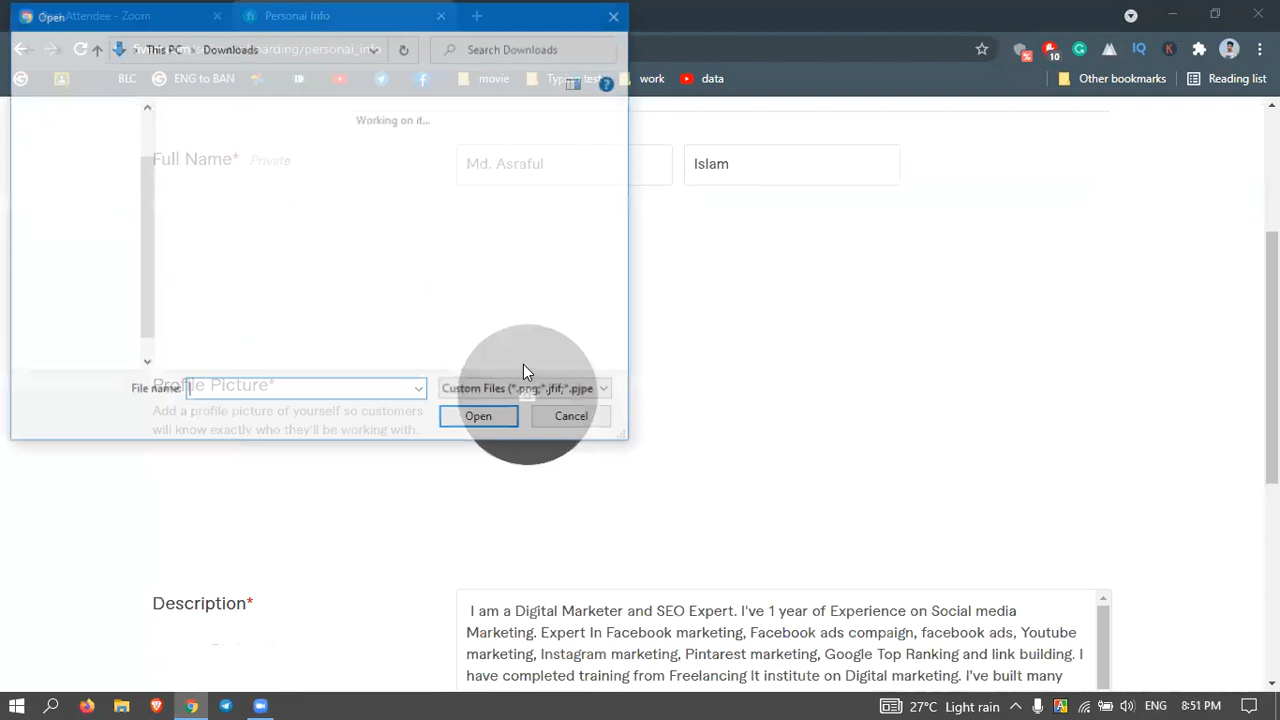 Open
Attendee - Zoom
Personal Info
This PC
Downloads
Search Downloads
arding/personal_info
BLC
ENG to BAN
movie
Typing test
work
data
Other bookmarks
Reading list
10
Working on it...
Full Name* Private
Md. Asraful
Islam
Profile Picture*
File name:
Custom Files (*.png;*.jfif;*.pjpe
Add a profile picture of yourself so customers
will know exactly who they'll be working with.
Open
Cancel
Description*
I am a Digital Marketer and SEO Expert. I've 1 year of Experience on Social media
Marketing. Expert In Facebook marketing, Facebook ads compaign, facebook ads, Youtube
marketing, Instagram marketing, Pintarest marketing, Google Top Ranking and link building. I
have completed training from Freelancing It institute on Digital marketing. I've built many
27°C Light rain
ENG
8:51 PM